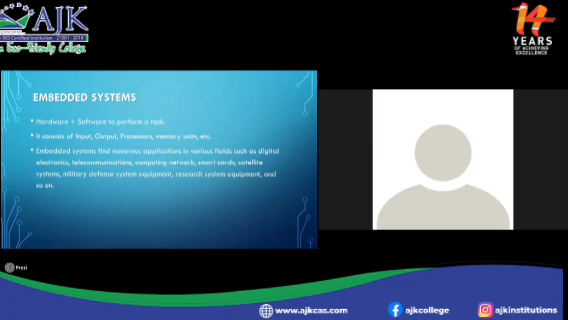 AJK
ISO Certified Institution - 21001 - 2018
Eco-friendly College
14
YEARS
OF ACHIEVING
EXCELLENCE
EMBEDDED SYSTEMS
• Hardware + Software to perform a task.
• It consists of Input, Output, Processors, memory units, etc.
• Embedded systems find numerous applications in various fields such as digital
electronics, telecommunications, computing network, smart cards, satellite
systems, military defense system equipment, research system equipment, and
so on.
Prezi
www.ajkcas.com
ajkcollege
ajkinstitutions